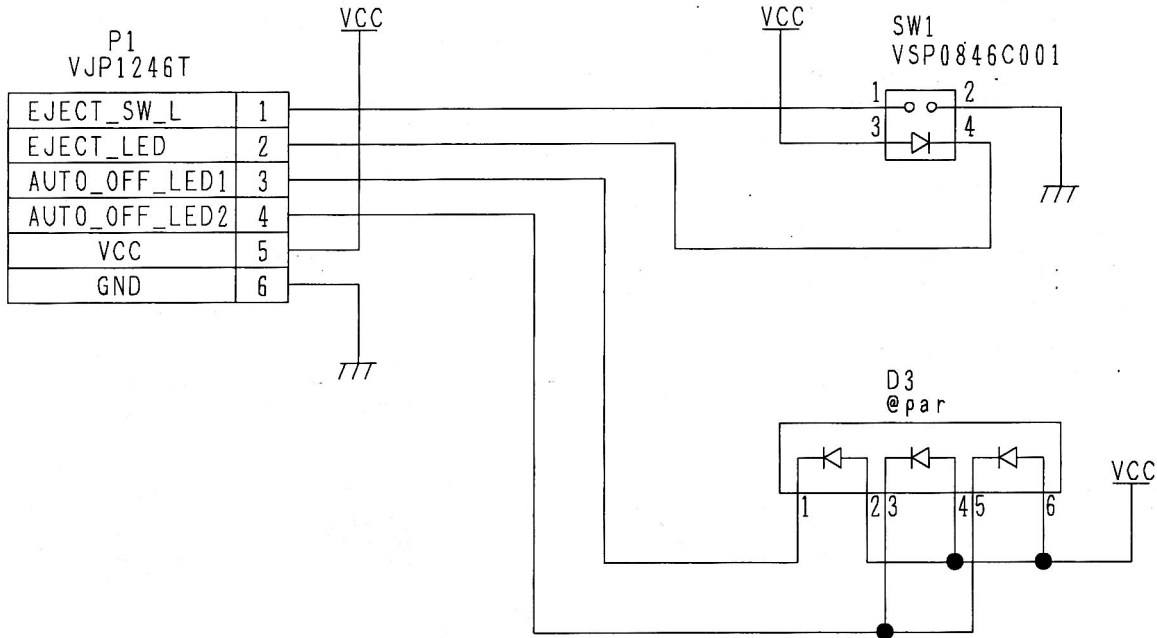 VCC
VCC
P1
VJP1246T
SW1
VSP0846C001
EJECT_SW_L 1
EJECT_LED 2
AUTO_OFF_LED1 3
AUTO_OFF_LED2 4
VCC 5
GND 6
1 2
3 4
D3
@par
VCC
1 2 3 4 5 6